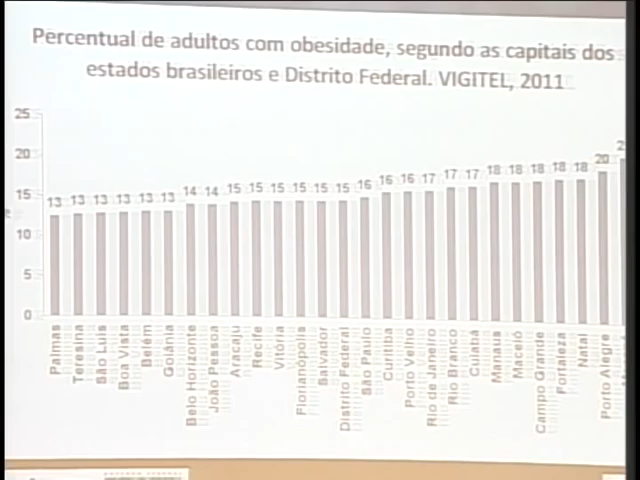 Percentual de adultos com obesidade, segundo as capitais dos
estados brasileiros e Distrito Federal. VIGITEL, 2011
25
20
15
10
5
0
13 13 13 13 13 13 14 14 15 15 15 15 15 15 16 16 16 17 17 17 18 18 18 18 18 20
Palmas
Teresina
São Luis
Boa Vista
Belém
Goiânia
Belo Horizonte
João Pessoa
Aracaju
Recife
Vitória
Florianópolis
Salvador
Distrito Federal
São Paulo
Curitiba
Porto Velho
Rio de Janeiro
Rio Branco
Cuiabá
Manaus
Maceió
Campo Grande
Fortaleza
Natal
Porto Alegre